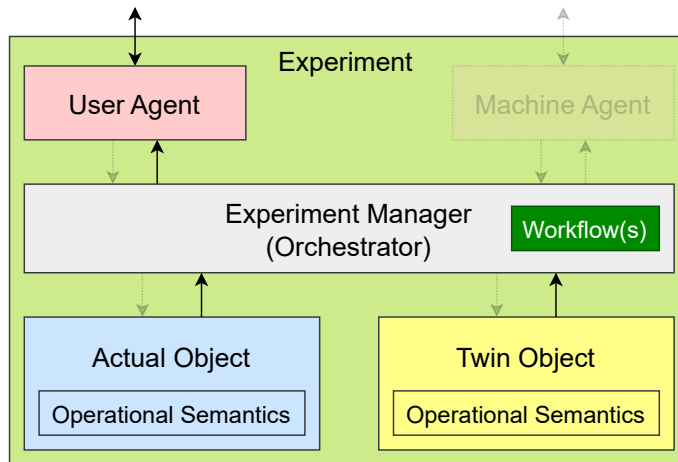 Experiment
User Agent
Machine Agent
Experiment Manager
(Orchestrator)
Workflow(s)
Actual Object
Operational Semantics
Twin Object
Operational Semantics